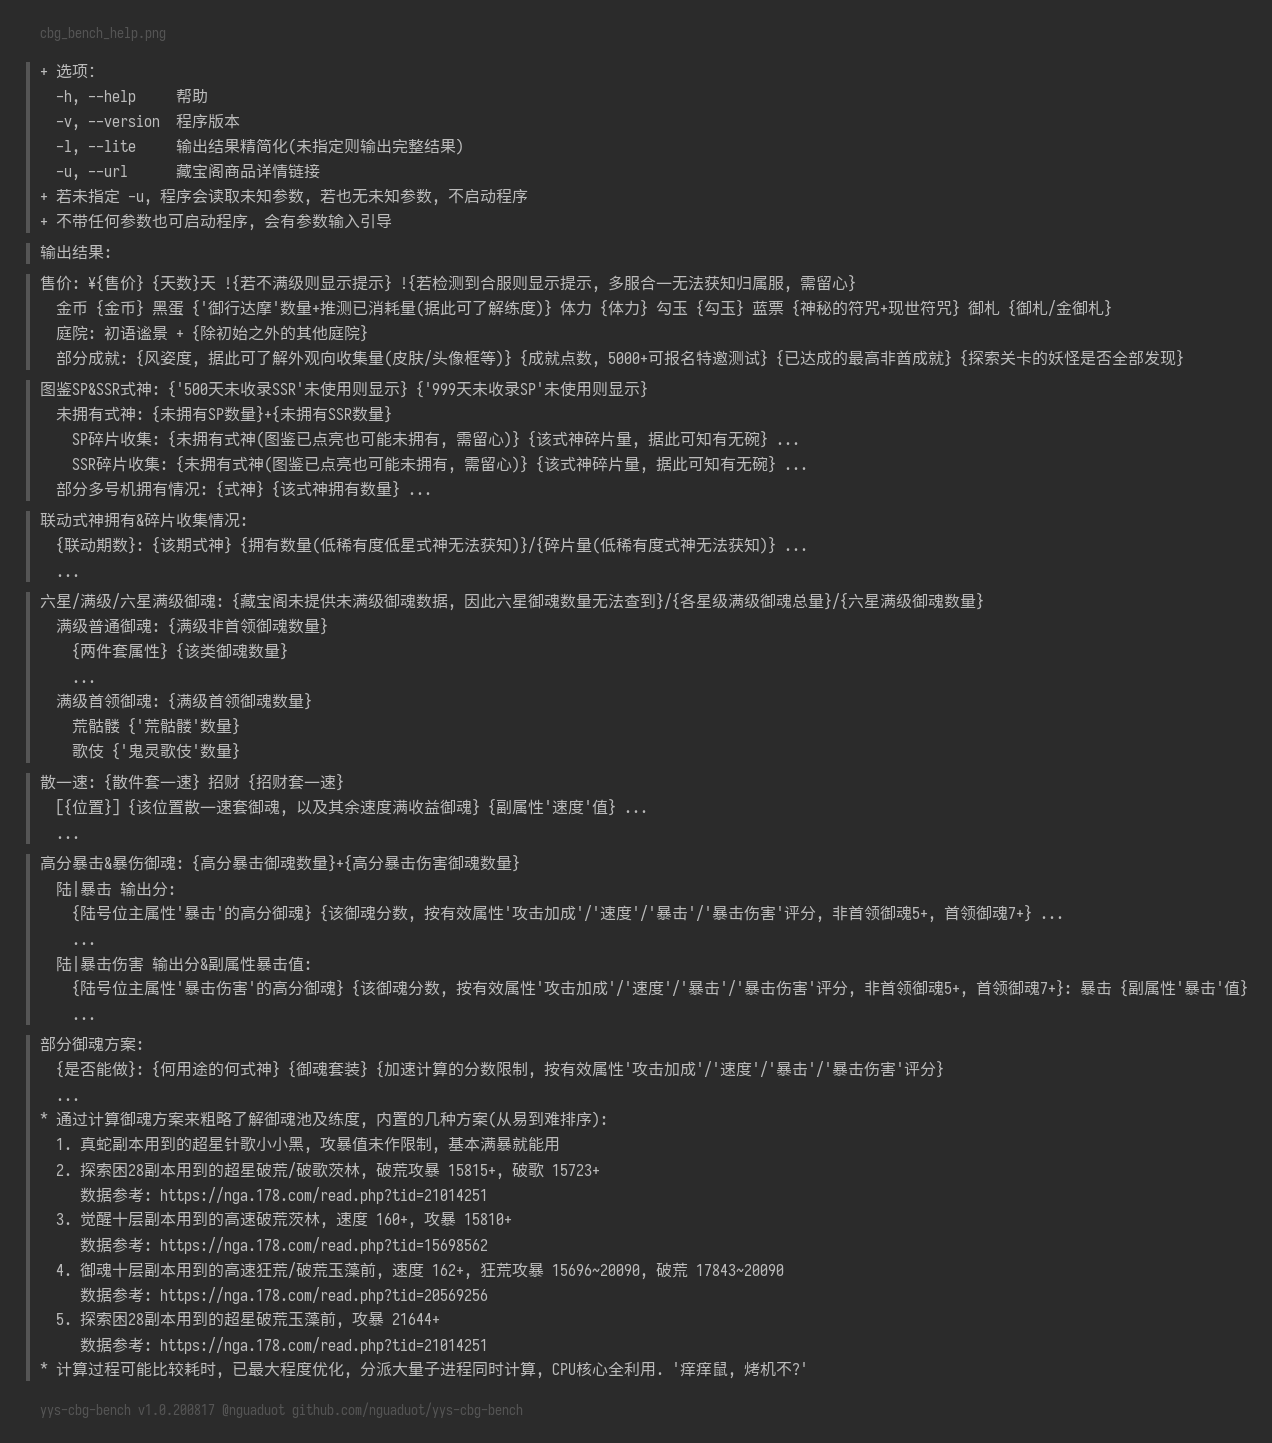 cbg_bench_help.png
+ 选项:
-h, --help 帮助
-v, --version 程序版本
-l, --lite 输出结果精简化(未指定则输出完整结果)
-u, --url 藏宝阁商品详情链接
+ 若未指定 -u, 程序会读取未知参数, 若也无未知参数, 不启动程序
+ 不带任何参数也可启动程序, 会有参数输入引导
输出结果:
售价: ¥{售价} {天数}天 !{若不满级则显示提示} !{若检测到合服则显示提示, 多服合一无法获知归属服, 需留心}
金币 {金币} 黑蛋 {'御行达摩'数量+推测已消耗量(据此可了解练度)} 体力 {体力} 勾玉 {勾玉} 蓝票 {神秘的符咒+现世符咒} 御札 {御札/金御札}
庭院: 初语谧景 + {除初始之外的其他庭院}
部分成就: {风姿度, 据此可了解外观向收集量(皮肤/头像框等)} {成就点数, 5000+可报名特邀测试} {已达成的最高非酋成就} {探索关卡的妖怪是否全部发现}
图鉴SP&SSR式神: {'500天未收录SSR'未使用则显示} {'999天未收录SP'未使用则显示}
未拥有式神: {未拥有SP数量}+{未拥有SSR数量}
SP碎片收集: {未拥有式神(图鉴已点亮也可能未拥有, 需留心)} {该式神碎片量, 据此可知有无碗} ...
SSR碎片收集: {未拥有式神(图鉴已点亮也可能未拥有, 需留心)} {该式神碎片量, 据此可知有无碗} ...
部分多号机拥有情况: {式神} {该式神拥有数量} ...
联动式神拥有&碎片收集情况:
{联动期数}: {该期式神} {拥有数量(低稀有度低星式神无法获知)}/{碎片量(低稀有度式神无法获知)} ...
...
六星/满级/六星满级御魂: {藏宝阁未提供未满级御魂数据, 因此六星御魂数量无法查到}/{各星级满级御魂总量}/{六星满级御魂数量}
满级普通御魂: {满级非首领御魂数量}
{两件套属性} {该类御魂数量}
...
满级首领御魂: {满级首领御魂数量}
荒骷髅 {'荒骷髅'数量}
歌伎 {'鬼灵歌伎'数量}
散一速: {散件套一速} 招财 {招财套一速}
[{位置}] {该位置散一速套御魂, 以及其余速度满收益御魂} {副属性'速度'值} ...
...
高分暴击&暴伤御魂: {高分暴击御魂数量}+{高分暴击伤害御魂数量}
陆|暴击 输出分:
{陆号位主属性'暴击'的高分御魂} {该御魂分数, 按有效属性'攻击加成'/'速度'/'暴击'/'暴击伤害'评分, 非首领御魂5+, 首领御魂7+} ...
...
陆|暴击伤害 输出分&副属性暴击值:
{陆号位主属性'暴击伤害'的高分御魂} {该御魂分数, 按有效属性'攻击加成'/'速度'/'暴击'/'暴击伤害'评分, 非首领御魂5+, 首领御魂7+}: 暴击 {副属性'暴击'值}
...
部分御魂方案:
{是否能做}: {何用途的何式神} {御魂套装} {加速计算的分数限制, 按有效属性'攻击加成'/'速度'/'暴击'/'暴击伤害'评分}
...
* 通过计算御魂方案来粗略了解御魂池及练度, 内置的几种方案(从易到难排序):
1. 真蛇副本用到的超星针歌小小黑, 攻暴值未作限制, 基本满暴就能用
2. 探索困28副本用到的超星破荒/破歌茨林, 破荒攻暴 15815+, 破歌 15723+
数据参考: https://nga.178.com/read.php?tid=21014251
3. 觉醒十层副本用到的高速破荒茨林, 速度 160+, 攻暴 15810+
数据参考: https://nga.178.com/read.php?tid=15698562
4. 御魂十层副本用到的高速狂荒/破荒玉藻前, 速度 162+, 狂荒攻暴 15696~20090, 破荒 17843~20090
数据参考: https://nga.178.com/read.php?tid=20569256
5. 探索困28副本用到的超星破荒玉藻前, 攻暴 21644+
数据参考: https://nga.178.com/read.php?tid=21014251
* 计算过程可能比较耗时, 已最大程度优化, 分派大量子进程同时计算, CPU核心全利用. '痒痒鼠, 烤机不?'
yys-cbg-bench v1.0.200817 @nguaduot github.com/nguaduot/yys-cbg-bench